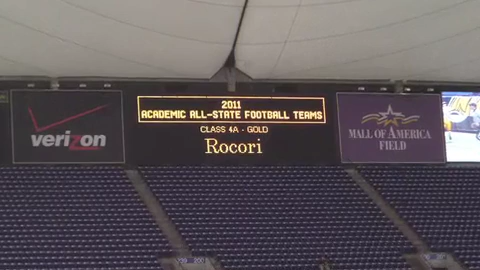 verizon
2011
ACADEMIC ALL-STATE FOOTBALL TEAMS
CLASS 4A - GOLD
Rocori
MALL OF AMERICA
FIELD